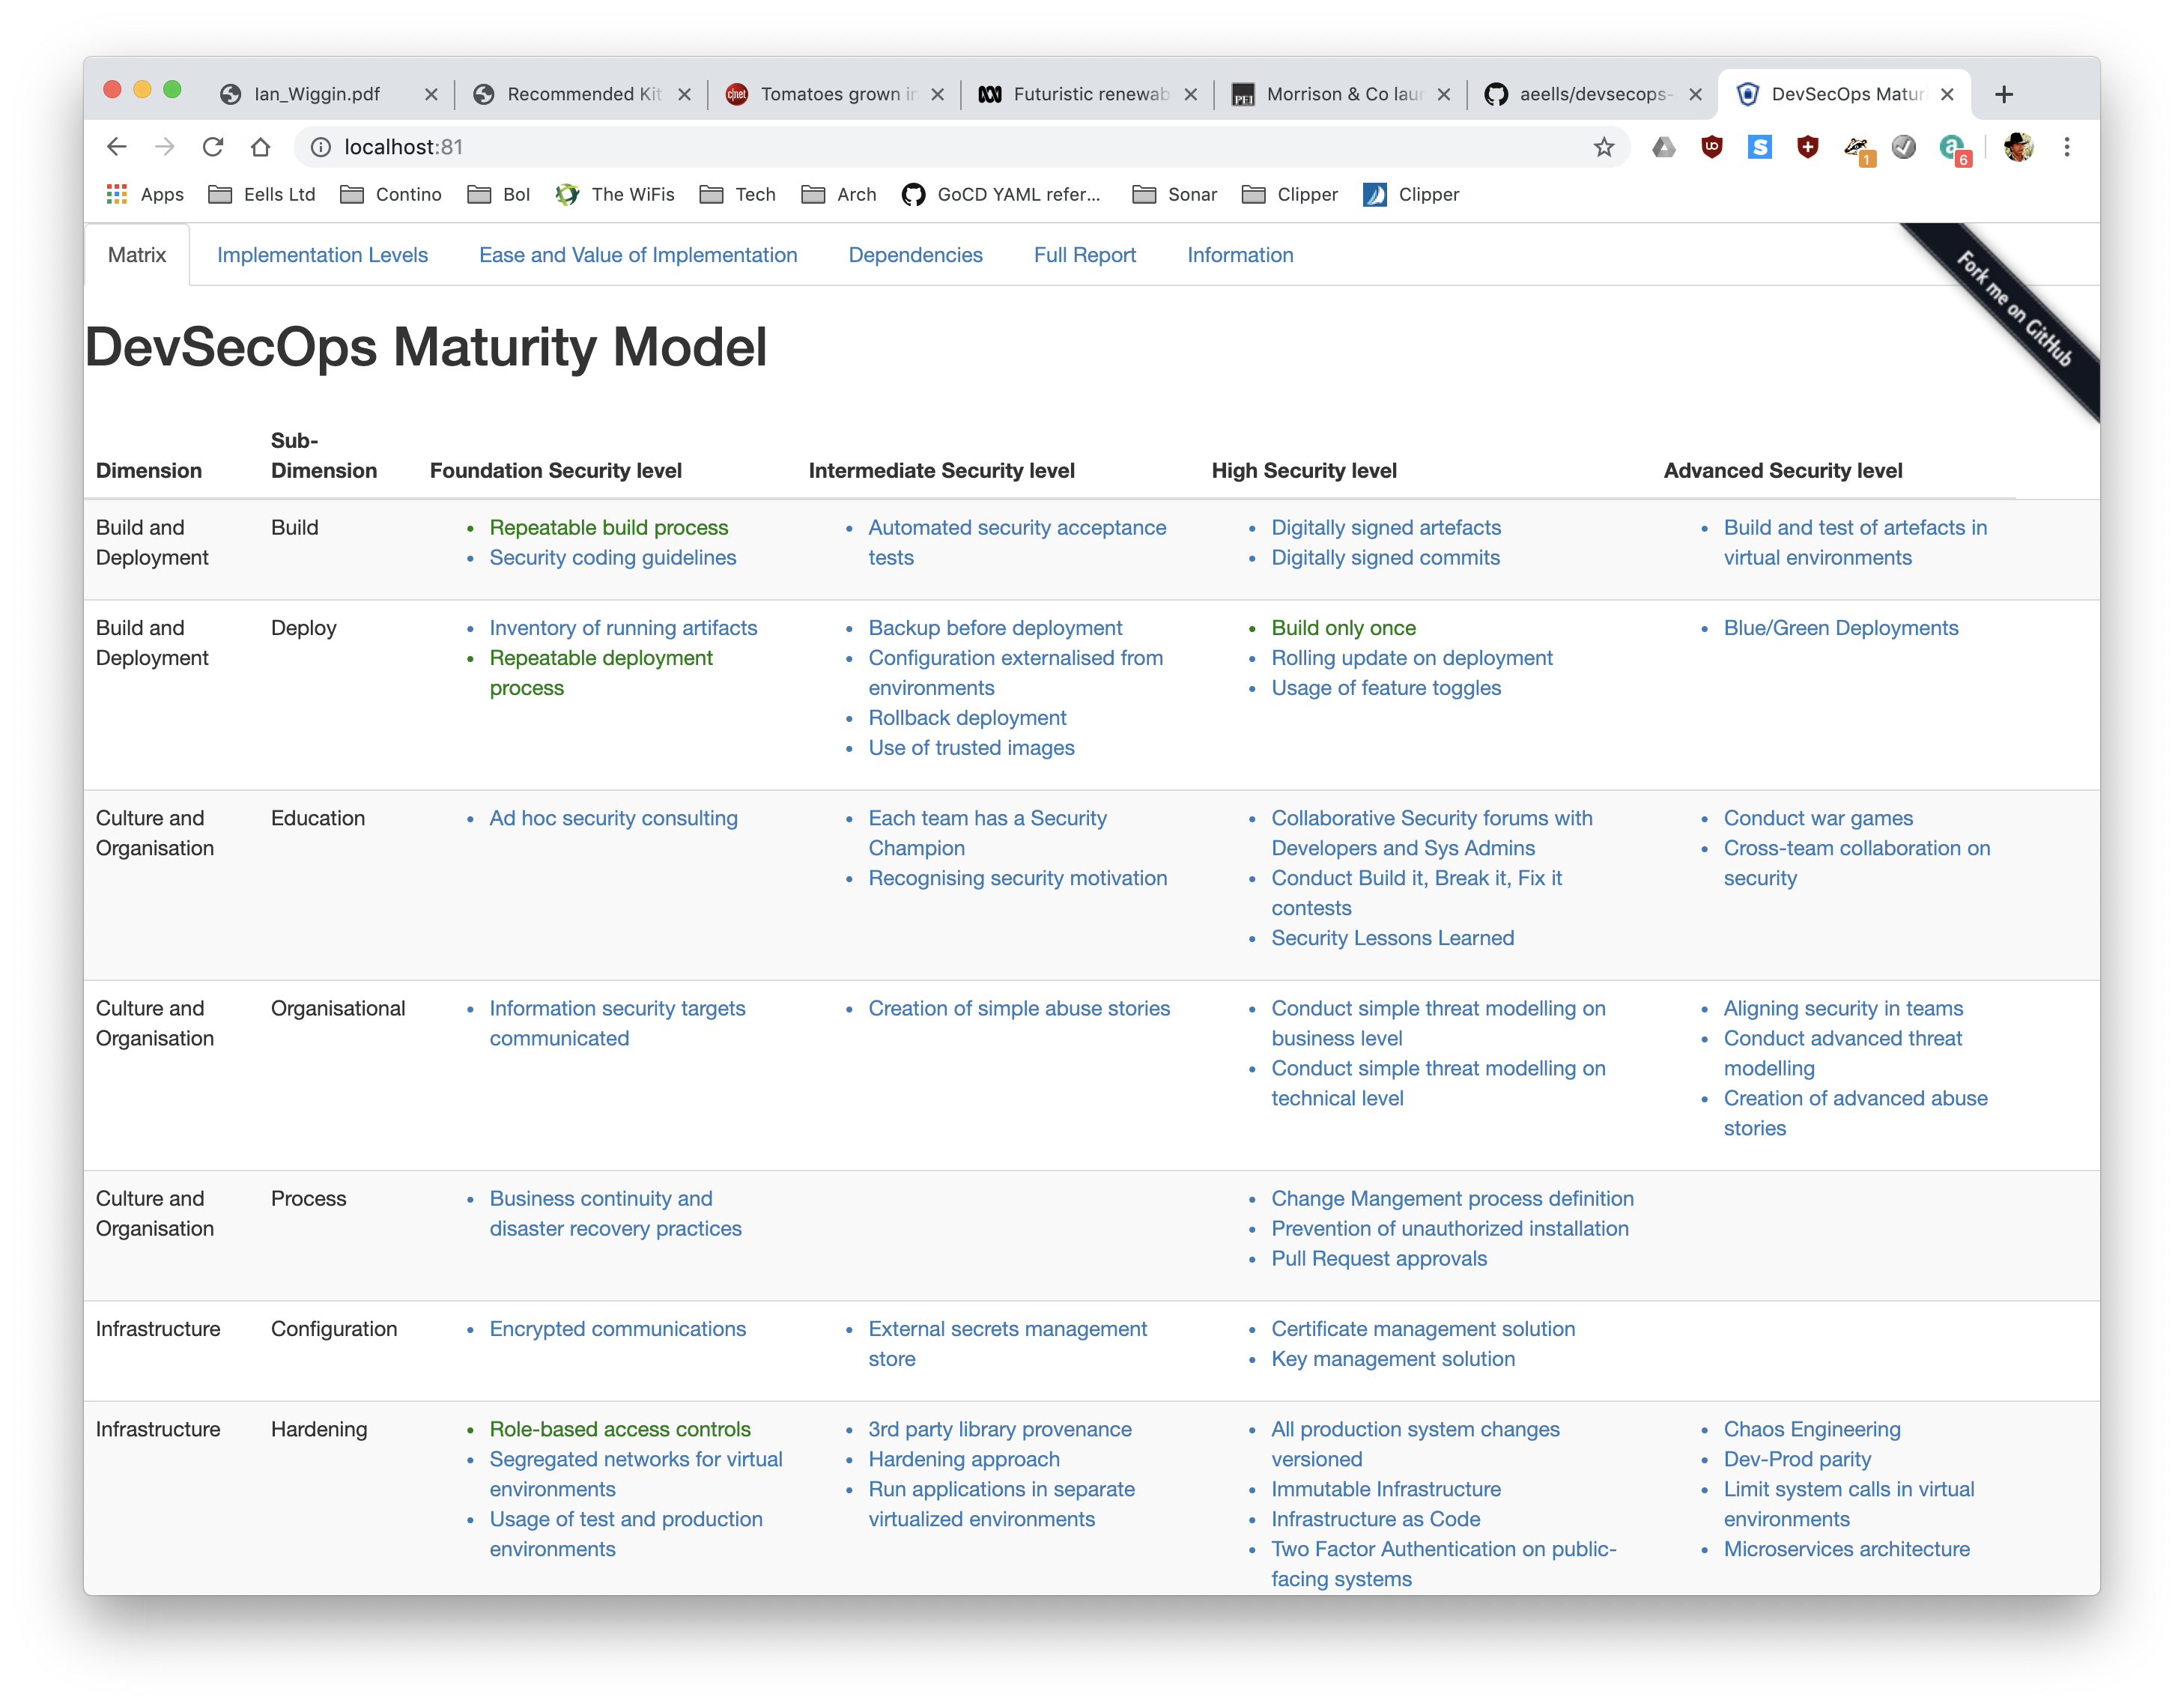 Ian_Wiggin.pdf
Recommended Kit
cnet
Tomatoes grown in
Futuristic renewab
PEI
Morrison & Co laun
aeells/devsecops-
DevSecOps Matur
localhost:81
1
6
Apps
Eells Ltd
Contino
BoI
The WiFis
Tech
Arch
GoCD YAML refer...
Sonar
Clipper
Clipper
Matrix
Implementation Levels
Ease and Value of Implementation
Dependencies
Full Report
Information
Fork me on GitHub
DevSecOps Maturity Model
Dimension
Sub-
Dimension
Foundation Security level
Intermediate Security level
High Security level
Advanced Security level
Build and
Deployment
Build
Repeatable build process
Security coding guidelines
Automated security acceptance
tests
Digitally signed artefacts
Digitally signed commits
Build and test of artefacts in
virtual environments
Build and
Deployment
Deploy
Inventory of running artifacts
Repeatable deployment
process
Backup before deployment
Configuration externalised from
environments
Rollback deployment
Use of trusted images
Build only once
Rolling update on deployment
Usage of feature toggles
Blue/Green Deployments
Culture and
Organisation
Education
Ad hoc security consulting
Each team has a Security
Champion
Recognising security motivation
Collaborative Security forums with
Developers and Sys Admins
Conduct Build it, Break it, Fix it
contests
Security Lessons Learned
Conduct war games
Cross-team collaboration on
security
Culture and
Organisation
Organisational
Information security targets
communicated
Creation of simple abuse stories
Conduct simple threat modelling on
business level
Conduct simple threat modelling on
technical level
Aligning security in teams
Conduct advanced threat
modelling
Creation of advanced abuse
stories
Culture and
Organisation
Process
Business continuity and
disaster recovery practices
Change Mangement process definition
Prevention of unauthorized installation
Pull Request approvals
Infrastructure
Configuration
Encrypted communications
External secrets management
store
Certificate management solution
Key management solution
Infrastructure
Hardening
Role-based access controls
Segregated networks for virtual
environments
Usage of test and production
environments
3rd party library provenance
Hardening approach
Run applications in separate
virtualized environments
All production system changes
versioned
Immutable Infrastructure
Infrastructure as Code
Two Factor Authentication on public-
facing systems
Chaos Engineering
Dev-Prod parity
Limit system calls in virtual
environments
Microservices architecture